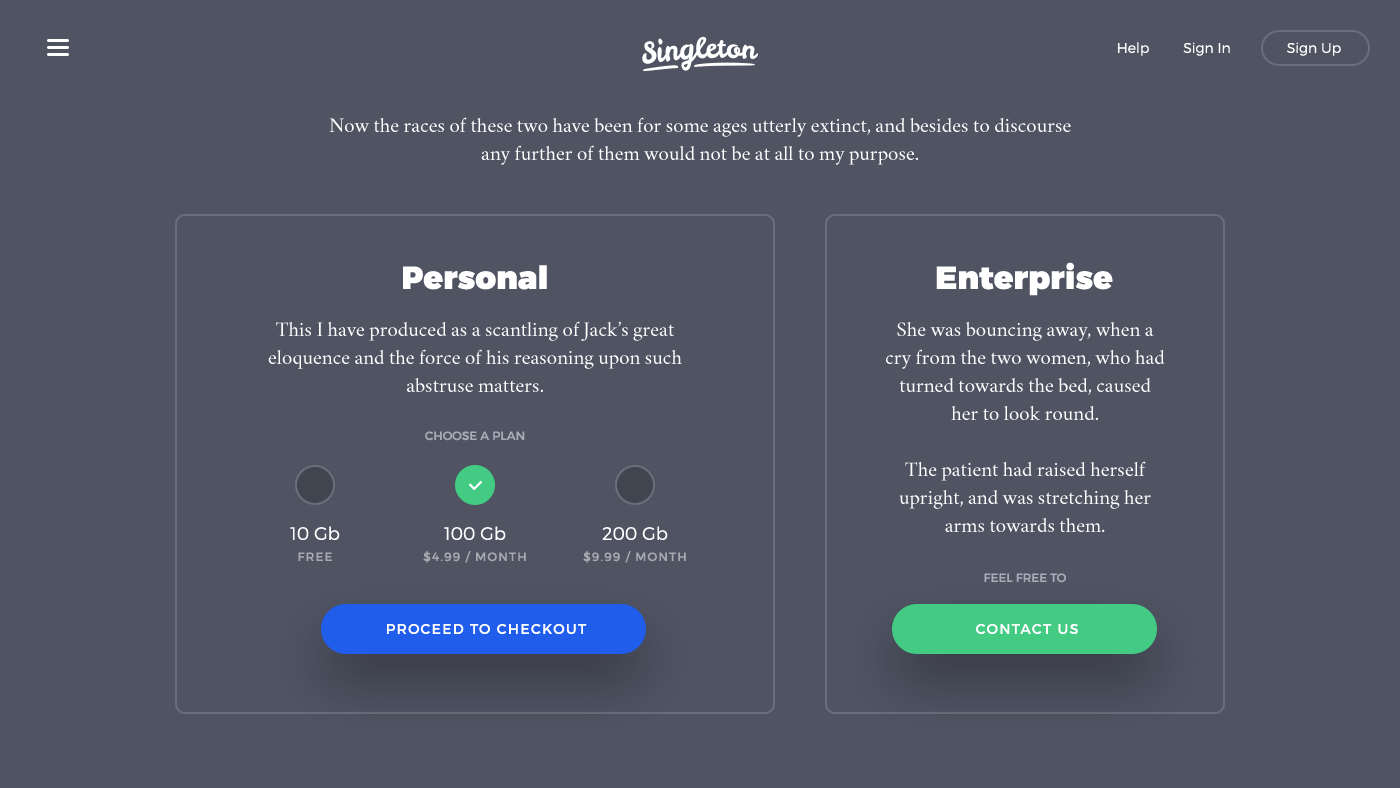 Singleton
Help
Sign In
Sign Up
Now the races of these two have been for some ages utterly extinct, and besides to discourse
any further of them would not be at all to my purpose.
Personal
This I have produced as a scantling of Jack’s great
eloquence and the force of his reasoning upon such
abstruse matters.
CHOOSE A PLAN
10 Gb
FREE
100 Gb
$4.99 / MONTH
200 Gb
$9.99 / MONTH
PROCEED TO CHECKOUT
Enterprise
She was bouncing away, when a
cry from the two women, who had
turned towards the bed, caused
her to look round.
The patient had raised herself
upright, and was stretching her
arms towards them.
FEEL FREE TO
CONTACT US